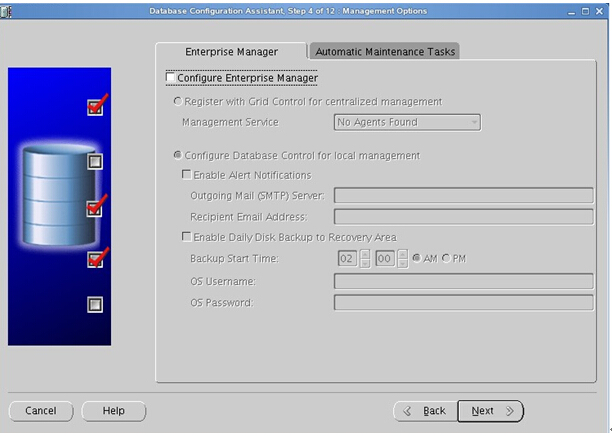 Database Configuration Assistant, Step 4 of 12 : Management Options
Enterprise Manager
Automatic Maintenance Tasks
Configure Enterprise Manager
Register with Grid Control for centralized management
Management Service
No Agents Found
Configure Database Control for local management
Enable Alert Notifications
Outgoing Mail (SMTP) Server:
Recipient Email Address:
Enable Daily Disk Backup to Recovery Area
Backup Start Time: 02 00 AM PM
OS Username:
OS Password:
Cancel Help Back Next